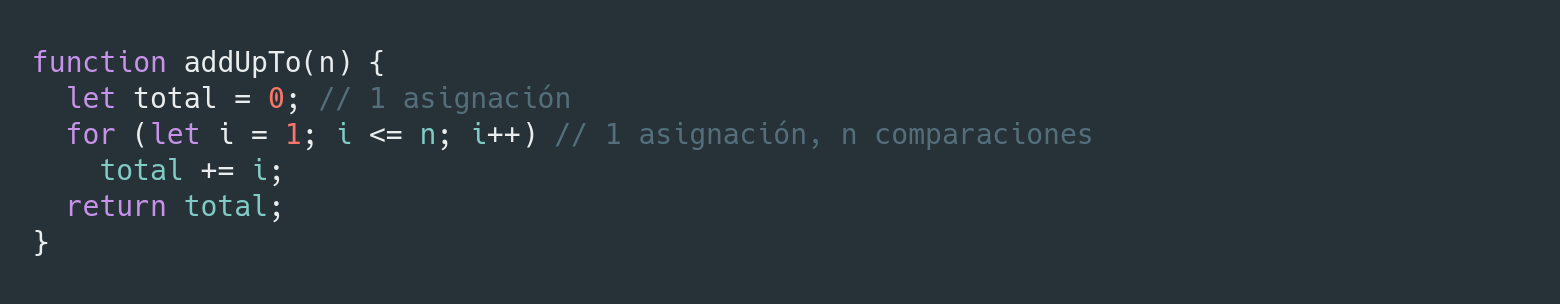 function addUpTo(n) {
  let total = 0; // 1 asignación
  for (let i = 1; i <= n; i++) // 1 asignación, n comparaciones
    total += i;
  return total;
}